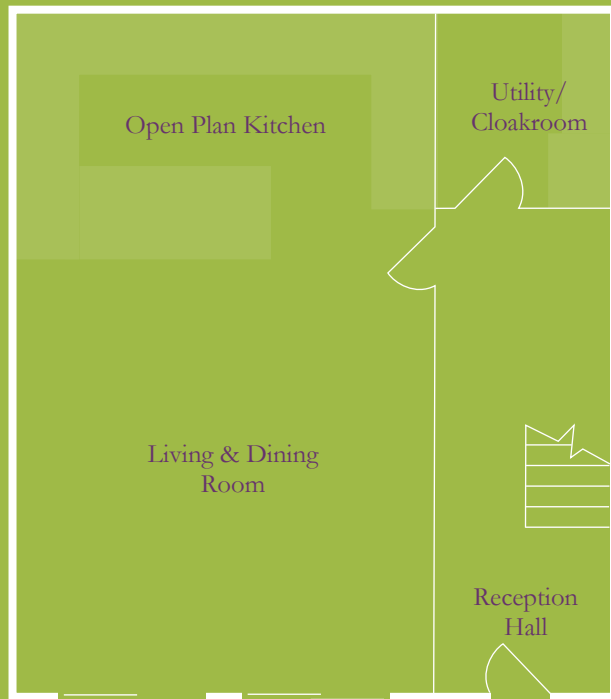 Open Plan Kitchen
Utility/
Cloakroom
Living & Dining
Room
Reception
Hall